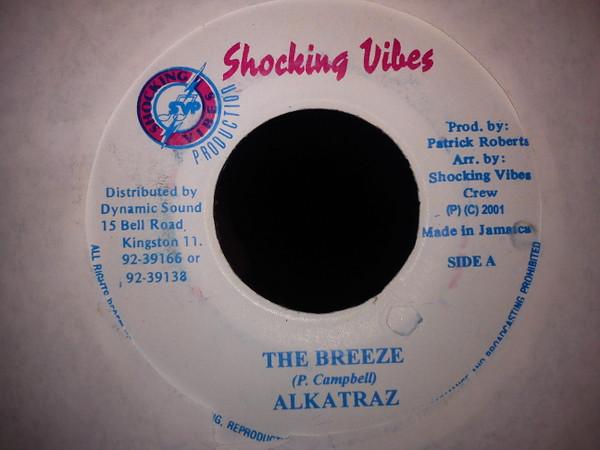 Shocking Vibes
SHOCKING VIBES
SVP
PRODUCTION
Prod. by:
Patrick Roberts
Arr. by:
Shocking Vibes
Crew
(P) (C) 2001
Made in Jamaica
SIDE A
Distributed by
Dynamic Sound
15 Bell Road
Kingston 11.
92-39166 or
92-39138
THE BREEZE
(P. Campbell)
ALKATRAZ
ALL RIGHTS
AND BROADCASTING PROHIBITED